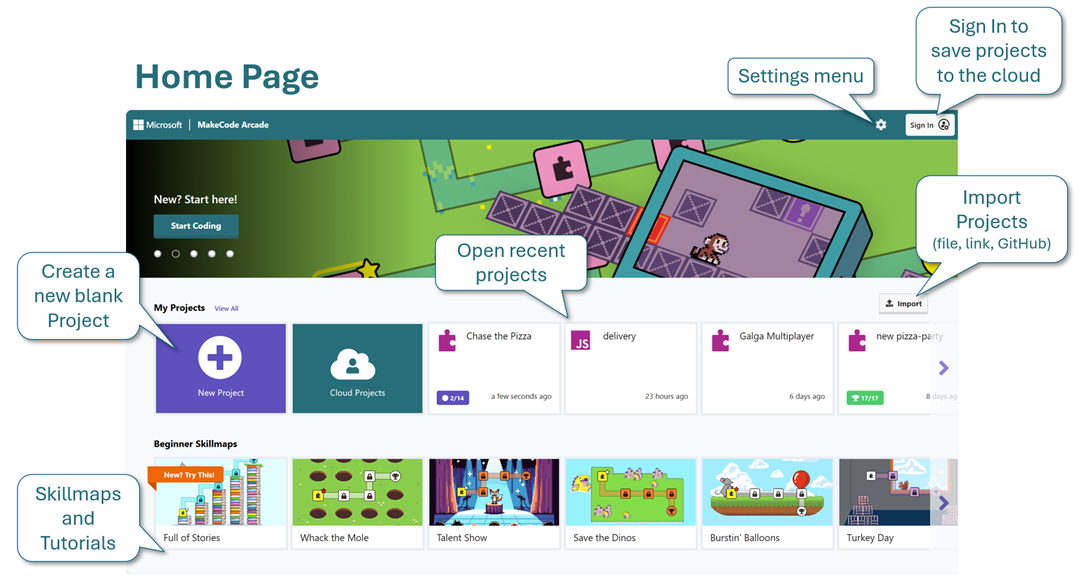 Home Page
Settings menu
Sign In to
save projects
to the cloud
Microsoft | MakeCode Arcade
Sign In
New? Start here!
Start Coding
Import
Projects
(file, link, GitHub)
Open recent
projects
Create a
new blank
Project
My Projects View All
Import
New Project
Cloud Projects
Chase the Pizza
2/14
a few seconds ago
JS
delivery
23 hours ago
Galga Multiplayer
6 days ago
new pizza-party
17/17
8 days ago
Beginner Skillmaps
New? Try This!
Skillmaps
and
Tutorials
Full of Stories
Whack the Mole
Talent Show
Save the Dinos
Burstin' Balloons
Turkey Day